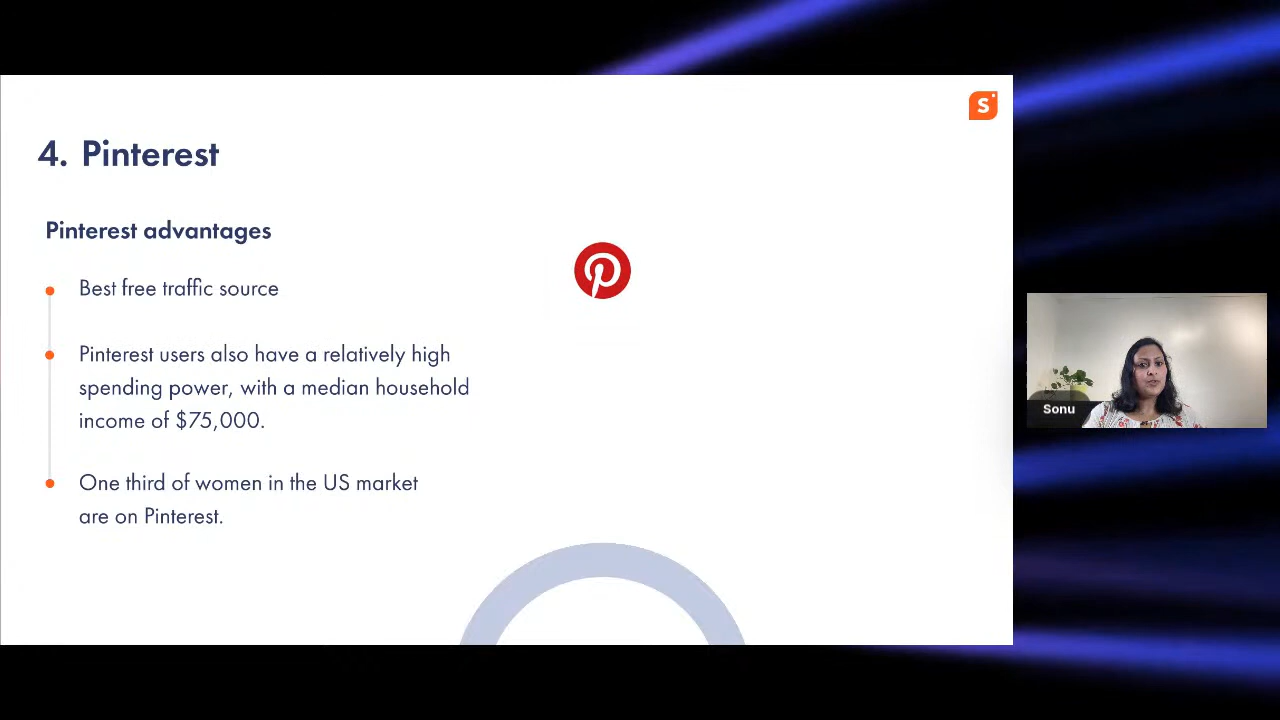 S
4. Pinterest
Pinterest advantages
Best free traffic source
Pinterest users also have a relatively high
spending power, with a median household
income of $75,000.
One third of women in the US market
are on Pinterest.
Sonu